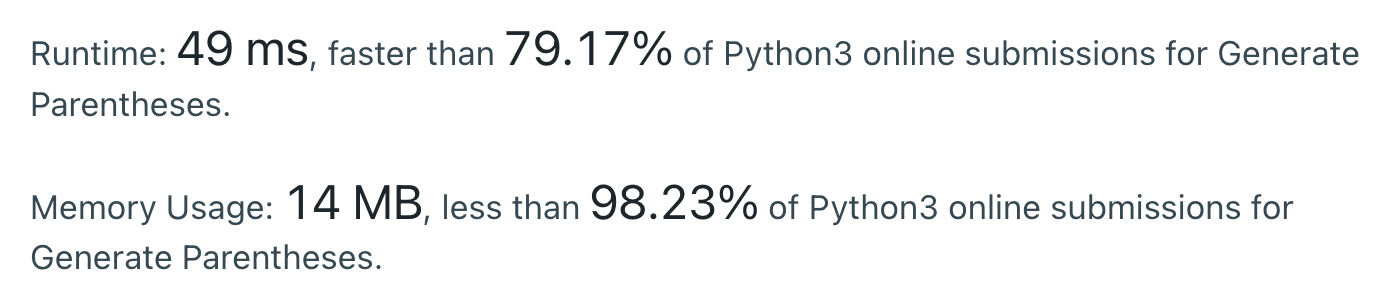 Runtime: 49 ms, faster than 79.17% of Python3 online submissions for Generate
Parentheses.
Memory Usage: 14 MB, less than 98.23% of Python3 online submissions for
Generate Parentheses.